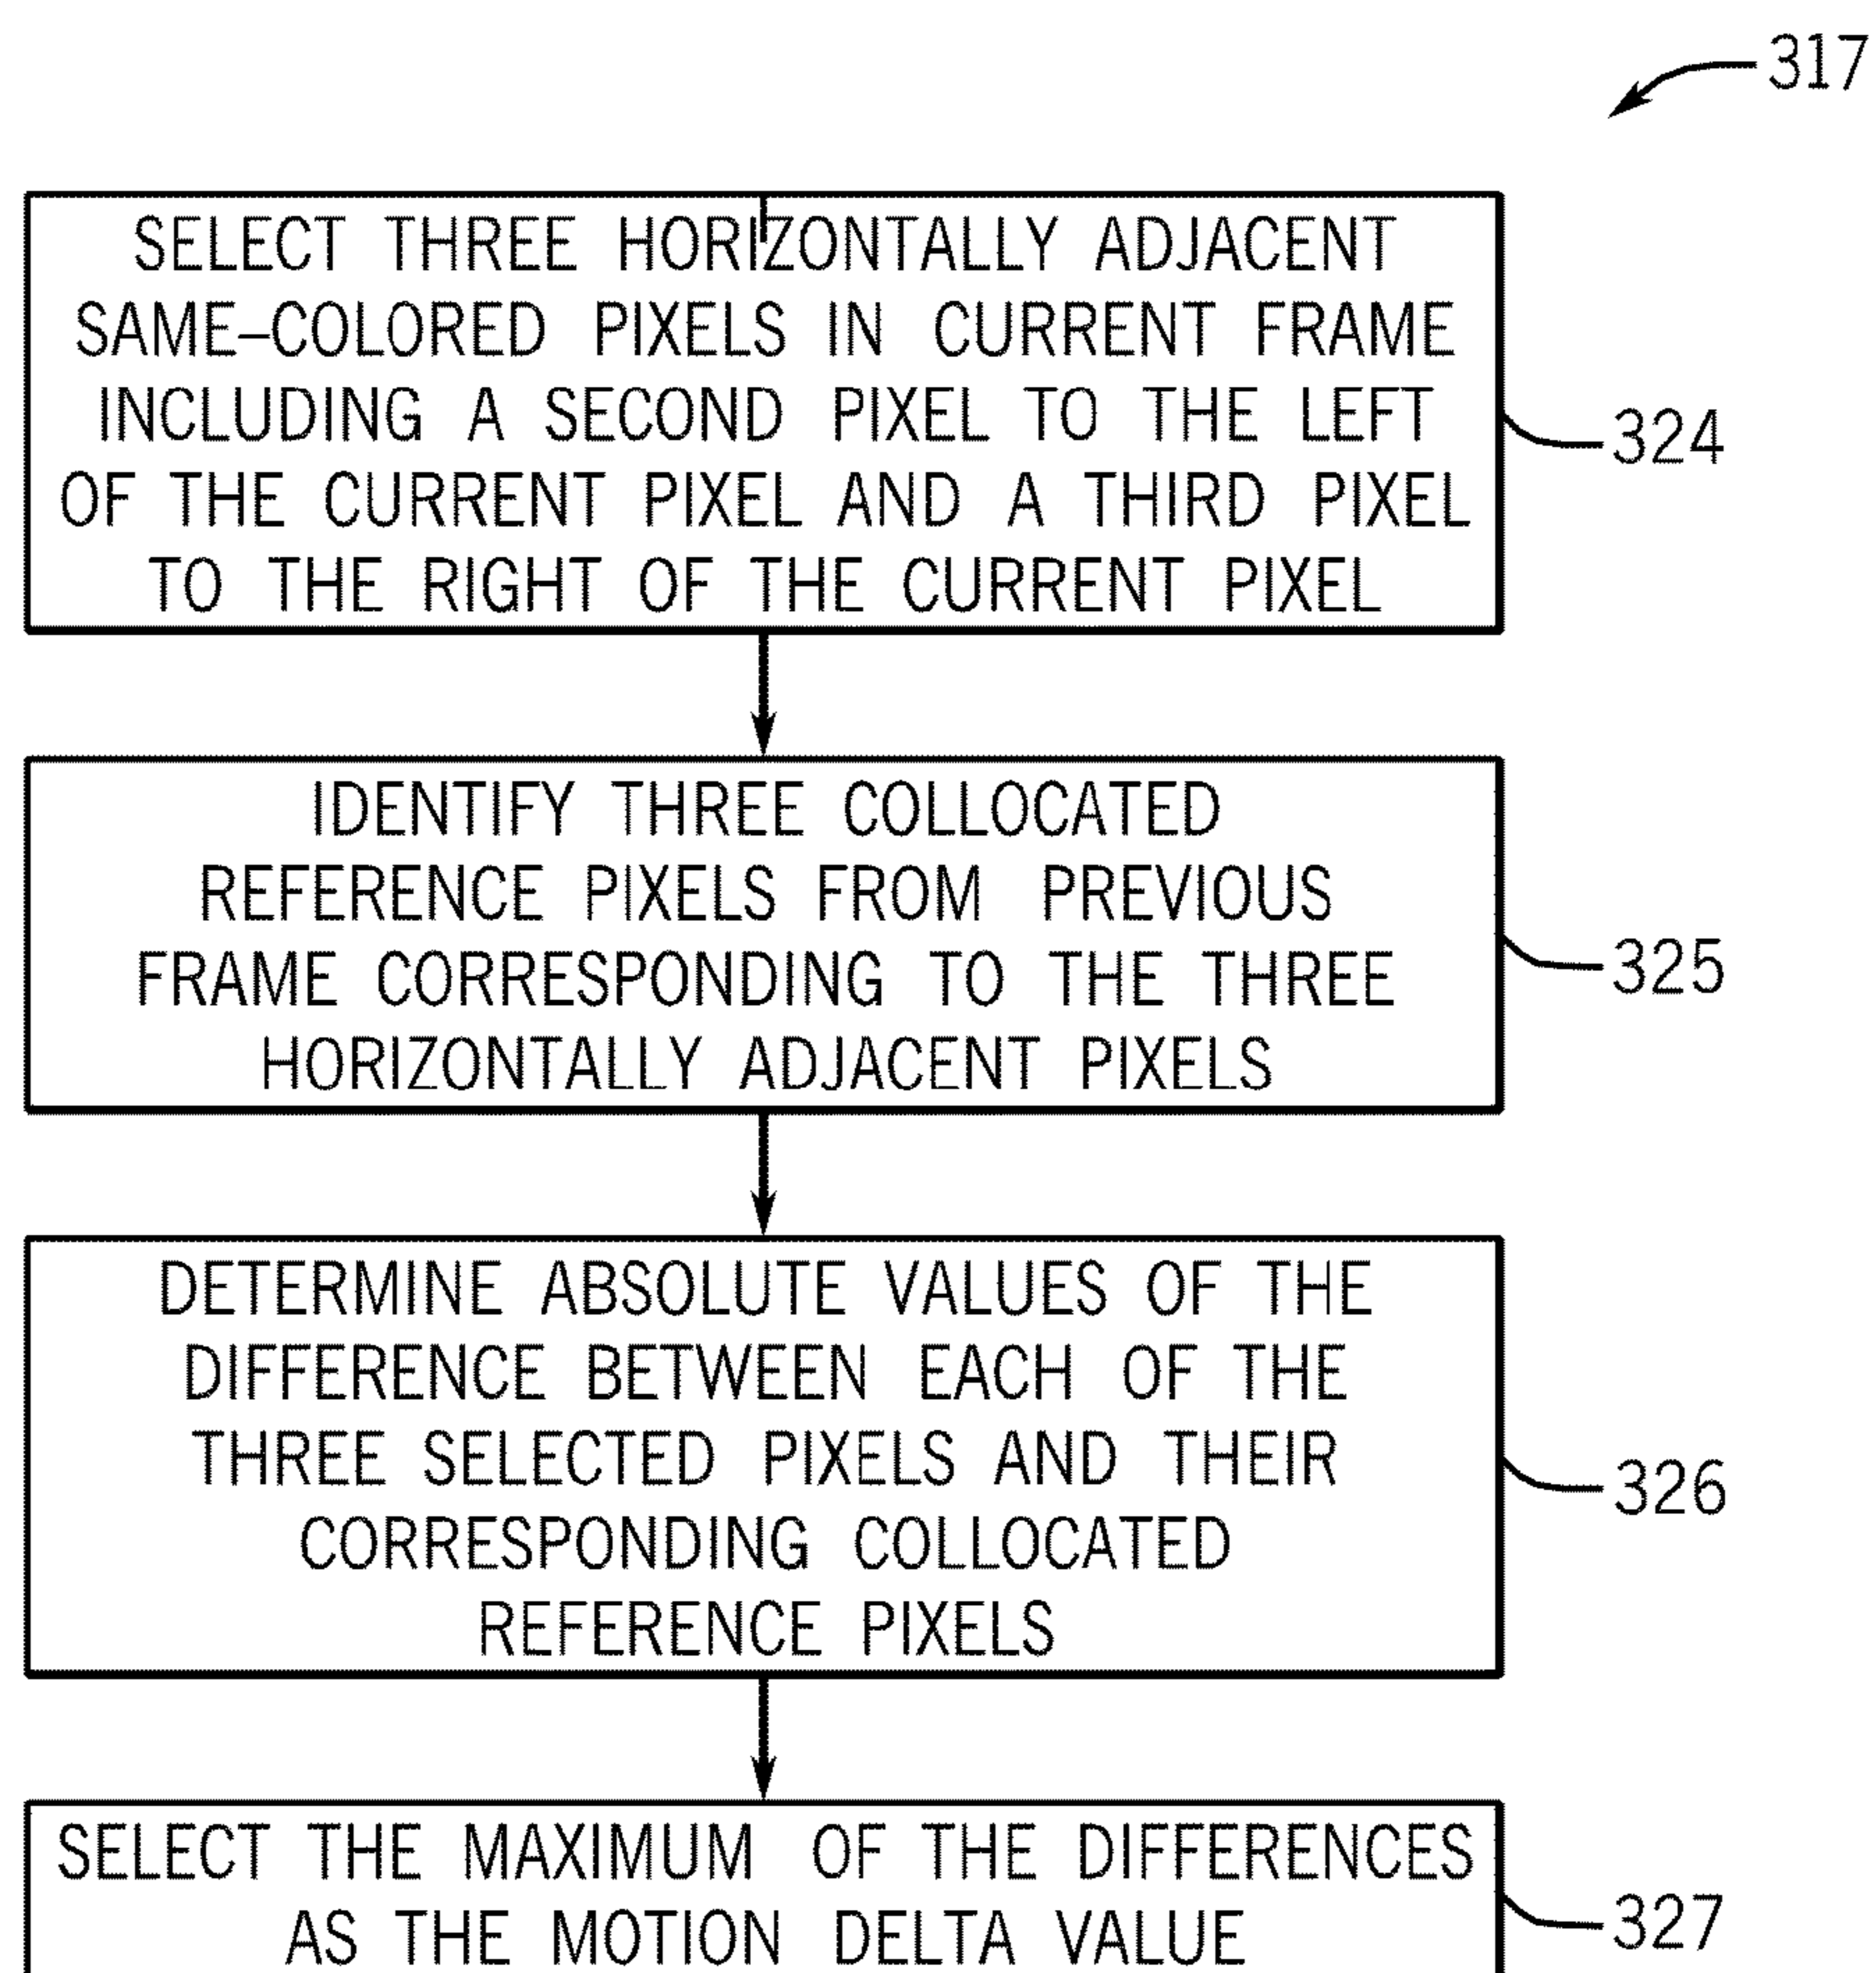 317
SELECT THREE HORIZONTALLY ADJACENT
SAME–COLORED PIXELS IN CURRENT FRAME
INCLUDING A SECOND PIXEL TO THE LEFT
OF THE CURRENT PIXEL AND A THIRD PIXEL
TO THE RIGHT OF THE CURRENT PIXEL
324
IDENTIFY THREE COLLOCATED
REFERENCE PIXELS FROM PREVIOUS
FRAME CORRESPONDING TO THE THREE
HORIZONTALLY ADJACENT PIXELS
325
DETERMINE ABSOLUTE VALUES OF THE
DIFFERENCE BETWEEN EACH OF THE
THREE SELECTED PIXELS AND THEIR
CORRESPONDING COLLOCATED
REFERENCE PIXELS
326
SELECT THE MAXIMUM OF THE DIFFERENCES
AS THE MOTION DELTA VALUE
327